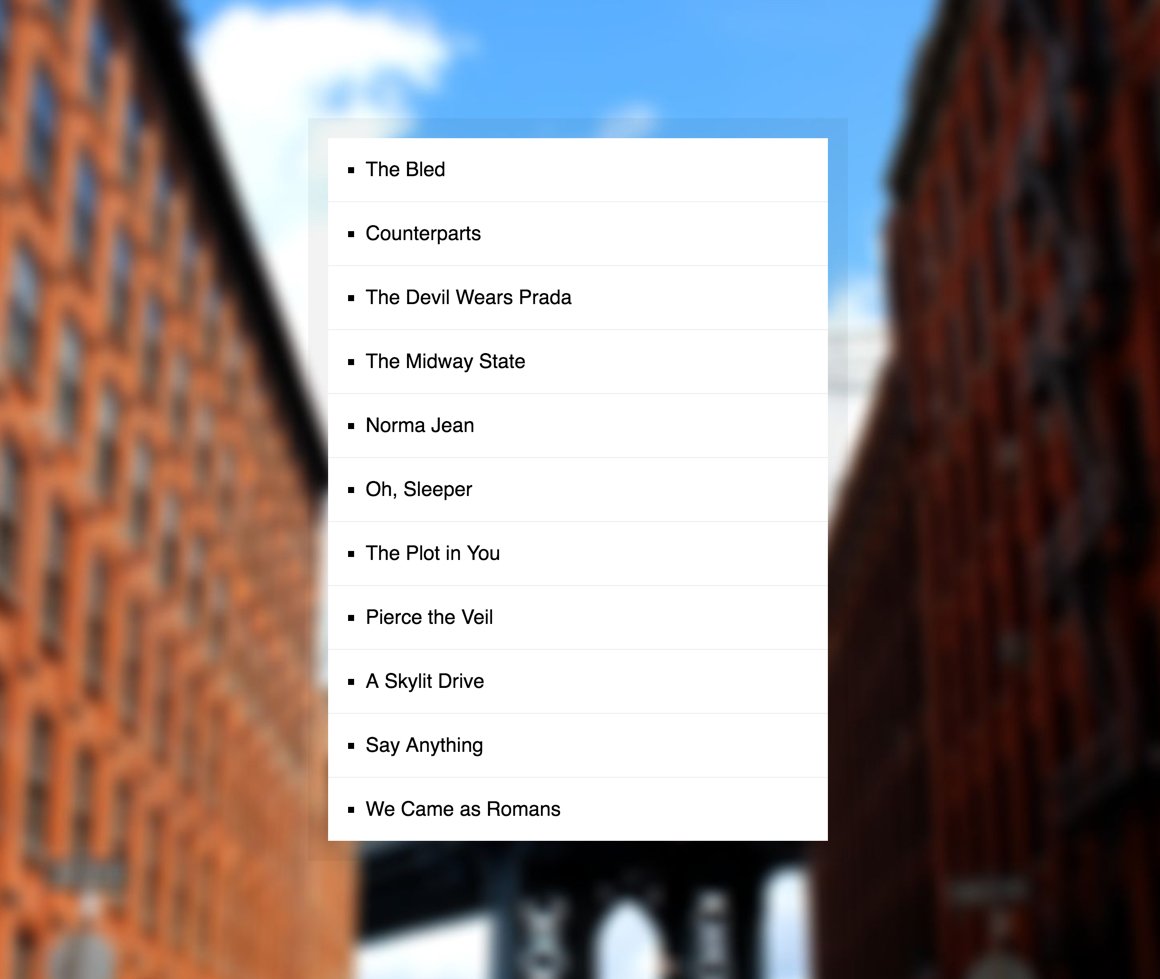 The Bled
Counterparts
The Devil Wears Prada
The Midway State
Norma Jean
Oh, Sleeper
The Plot in You
Pierce the Veil
A Skylit Drive
Say Anything
We Came as Romans